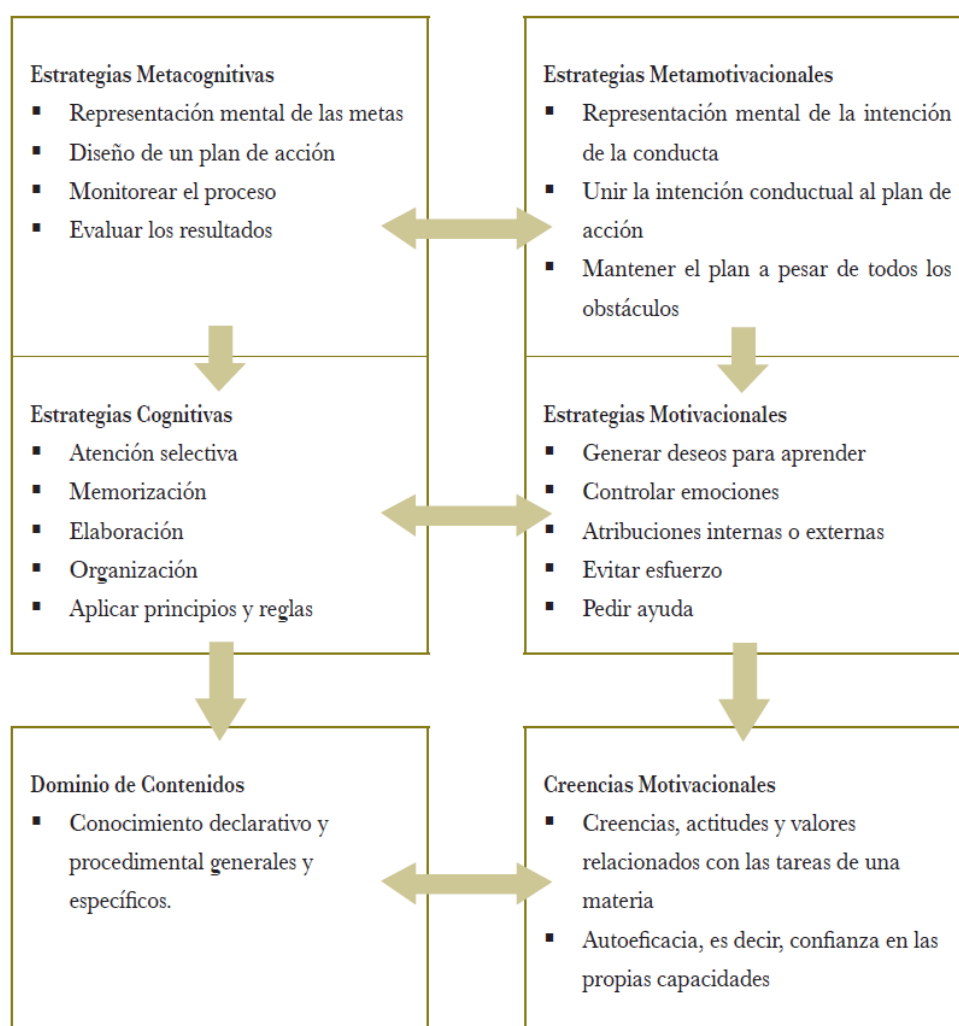 Estrategias Metacognitivas
▪ Representación mental de las metas
▪ Diseño de un plan de acción
▪ Monitorear el proceso
▪ Evaluar los resultados
Estrategias Metamotivacionales
▪ Representación mental de la intención
de la conducta
▪ Unir la intención conductual al plan de
acción
▪ Mantener el plan a pesar de todos los
obstáculos
Estrategias Cognitivas
▪ Atención selectiva
▪ Memorización
▪ Elaboración
▪ Organización
▪ Aplicar principios y reglas
Estrategias Motivacionales
▪ Generar deseos para aprender
▪ Controlar emociones
▪ Atribuciones internas o externas
▪ Evitar esfuerzo
▪ Pedir ayuda
Dominio de Contenidos
▪ Conocimiento declarativo y
procedimental generales y
específicos.
Creencias Motivacionales
▪ Creencias, actitudes y valores
relacionados con las tareas de una
materia
▪ Autoeficacia, es decir, confianza en las
propias capacidades